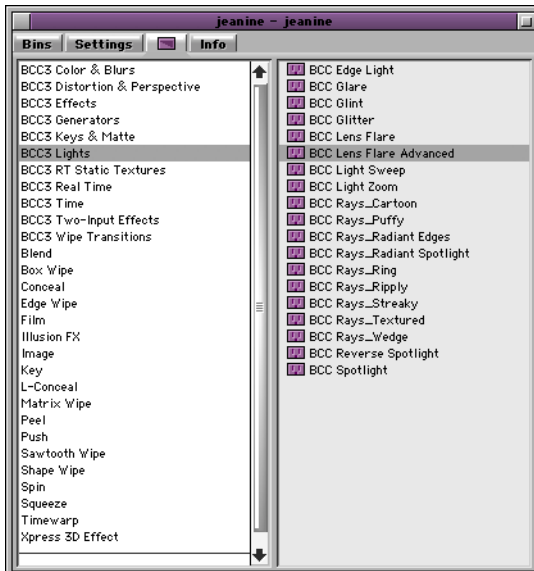 jeanine - jeanine
Bins Settings Info
BCC3 Color & Blurs
BCC3 Distortion & Perspective
BCC3 Effects
BCC3 Generators
BCC3 Keys & Matte
BCC3 Lights
BCC3 RT Static Textures
BCC3 Real Time
BCC3 Time
BCC3 Two-Input Effects
BCC3 Wipe Transitions
Blend
Box Wipe
Conceal
Edge Wipe
Film
Illusion FX
Image
Key
L-Conceal
Matrix Wipe
Peel
Push
Sawtooth Wipe
Shape Wipe
Spin
Squeeze
Timewarp
Xpress 3D Effect
BCC Edge Light
BCC Glare
BCC Glint
BCC Glitter
BCC Lens Flare
BCC Lens Flare Advanced
BCC Light Sweep
BCC Light Zoom
BCC Rays_Cartoon
BCC Rays_Puffy
BCC Rays_Radiant Edges
BCC Rays_Radiant Spotlight
BCC Rays_Ring
BCC Rays_Ripply
BCC Rays_Streaky
BCC Rays_Textured
BCC Rays_Wedge
BCC Reverse Spotlight
BCC Spotlight